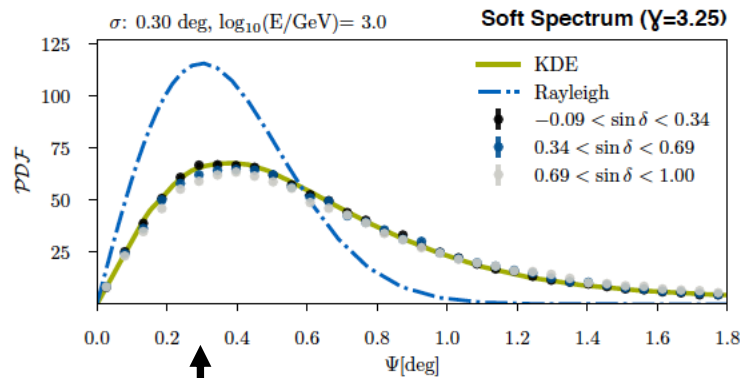 σ: 0.30 deg, log₁₀(E/GeV)= 3.0
Soft Spectrum (γ=3.25)
125
100
75
50
25
PDF
KDE
Rayleigh
−0.09 < sin δ < 0.34
0.34 < sin δ < 0.69
0.69 < sin δ < 1.00
0.0 0.2 0.4 0.6 0.8 1.0 1.2 1.4 1.6 1.8
Ψ[deg]